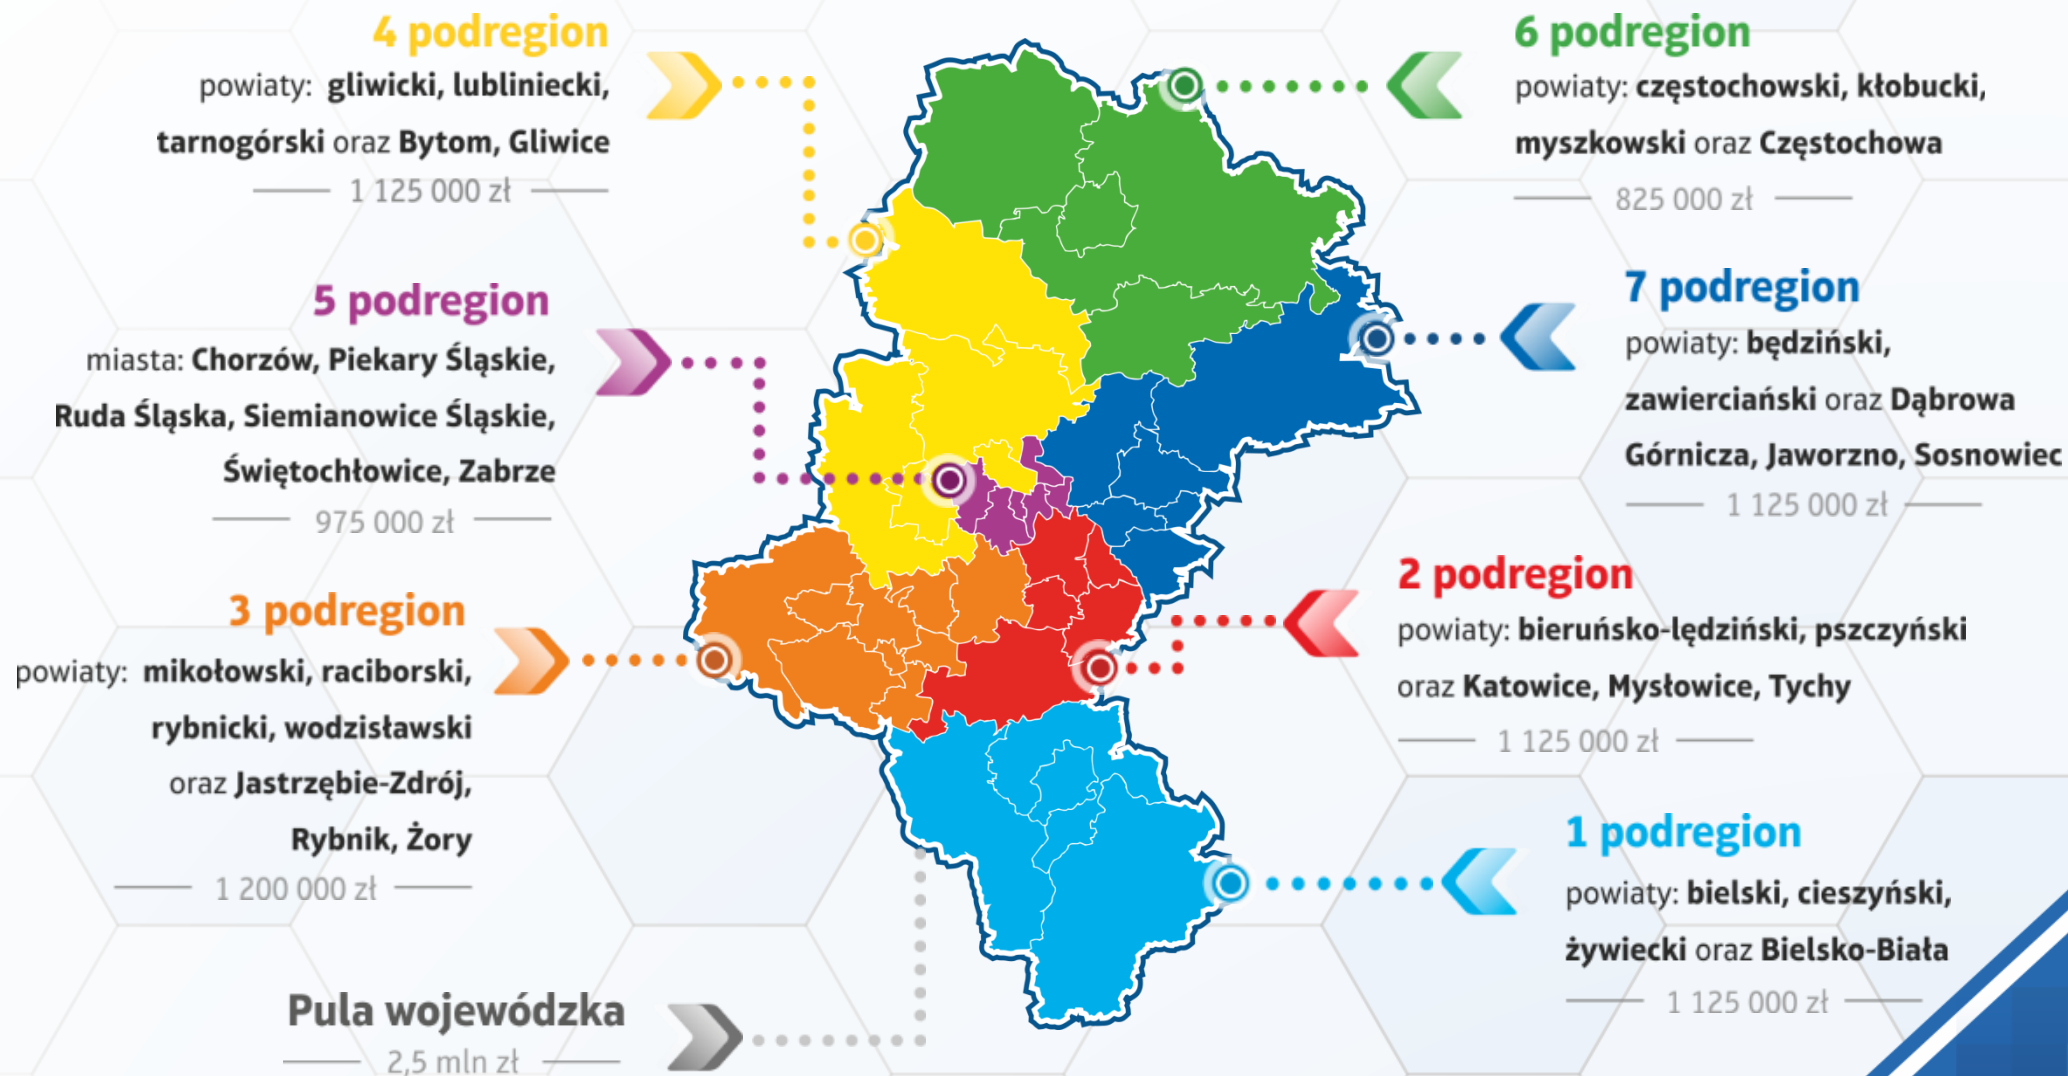 4 podregion
powiaty: gliwicki, lubliniecki,
tarnogórski oraz Bytom, Gliwice
1 125 000 zł
5 podregion
miasta: Chorzów, Piekary Śląskie,
Ruda Śląska, Siemianowice Śląskie,
Świętochłowice, Zabrze
975 000 zł
3 podregion
powiaty: mikołowski, raciborski,
rybnicki, wodzisławski
oraz Jastrzębie-Zdrój,
Rybnik, Żory
1 200 000 zł
Pula wojewódzka
2,5 mln zł
6 podregion
powiaty: częstochowski, kłobucki,
myszkowski oraz Częstochowa
825 000 zł
7 podregion
powiaty: będziński,
zawierciański oraz Dąbrowa
Górnicza, Jaworzno, Sosnowiec
1 125 000 zł
2 podregion
powiaty: bieruńsko-lędziński, pszczyński
oraz Katowice, Mysłowice, Tychy
1 125 000 zł
1 podregion
powiaty: bielski, cieszyński,
żywiecki oraz Bielsko-Biała
1 125 000 zł